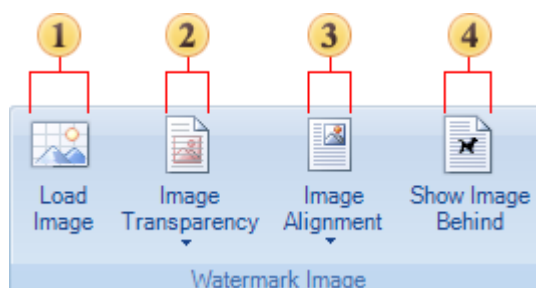 1 2 3 4
Load Image Image Show Image
Image Transparency Alignment Behind
Watermark Image